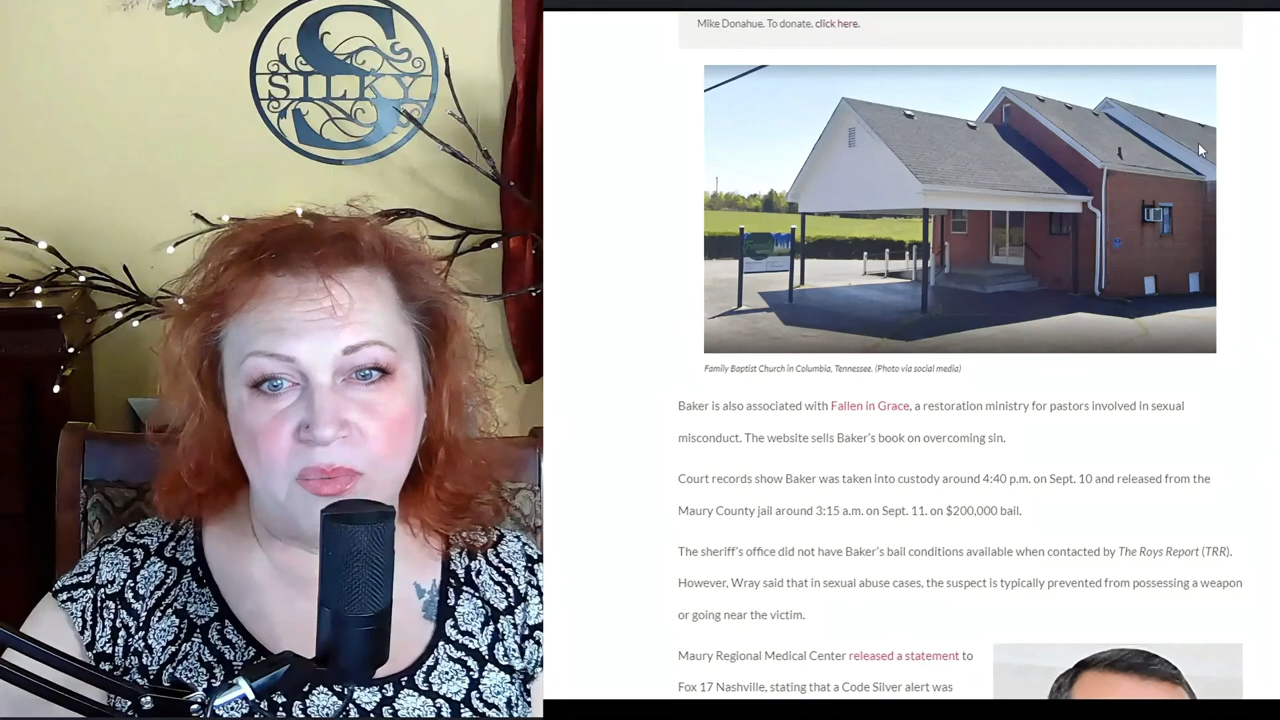 SILKY
S
Mike Donahue. To donate, click here.
Family Baptist Church in Columbia, Tennessee. (Photo via social media)
Baker is also associated with Fallen in Grace, a restoration ministry for pastors involved in sexual
misconduct. The website sells Baker's book on overcoming sin.
Court records show Baker was taken into custody around 4:40 p.m. on Sept. 10 and released from the
Maury County jail around 3:15 a.m. on Sept. 11. on $200,000 bail.
The sheriff's office did not have Baker's bail conditions available when contacted by The Roys Report (TRR).
However, Wray said that in sexual abuse cases, the suspect is typically prevented from possessing a weapon
or going near the victim.
Maury Regional Medical Center released a statement to
Fox 17 Nashville, stating that a Code Silver alert was